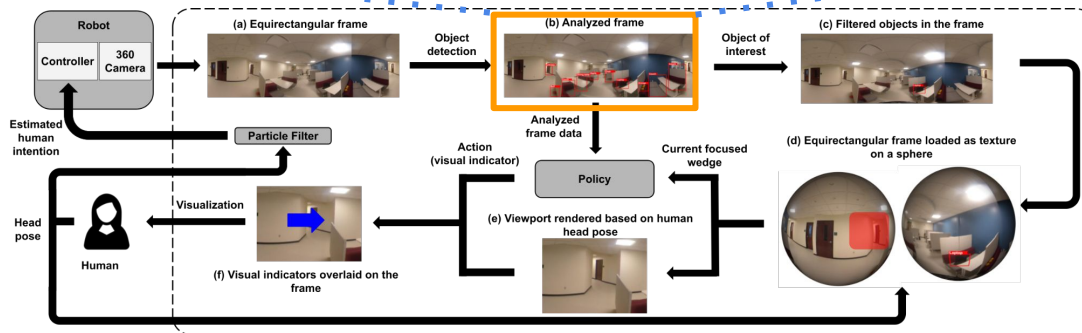 Robot
Controller
360
Camera
(a) Equirectangular frame
Object
detection
(b) Analyzed frame
Object of
interest
(c) Filtered objects in the frame
Estimated
human
intention
Particle Filter
Analyzed
frame data
Action
(visual indicator)
Policy
Current focused
wedge
(d) Equirectangular frame loaded as texture
on a sphere
Head
pose
Human
Visualization
(e) Viewport rendered based on human
head pose
(f) Visual indicators overlaid on the
frame